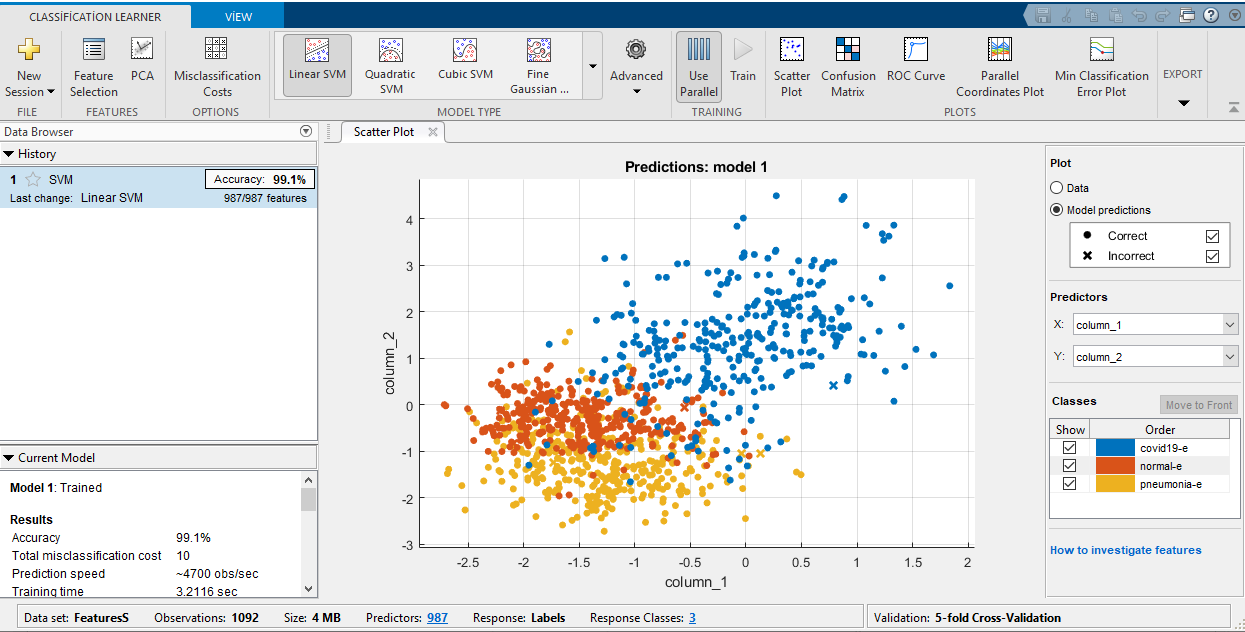 CLASSİFİCATİON LEARNER
VİEW
New Session
Feature Selection
PCA
Misclassification Costs
Linear SVM
Quadratic SVM
Cubic SVM
Fine Gaussian ...
Advanced
Use Parallel
Train
Scatter Plot
Confusion Matrix
ROC Curve
Parallel Coordinates Plot
Min Classification Error Plot
EXPORT
FILE
FEATURES
OPTIONS
MODEL TYPE
TRAINING
PLOTS
Data Browser
History
1 SVM Accuracy: 99.1%
Last change: Linear SVM 987/987 features
Current Model
Model 1: Trained
Results
Accuracy 99.1%
Total misclassification cost 10
Prediction speed ~4700 obs/sec
Training time 3.2116 sec
Scatter Plot
Predictions: model 1
column_2
4
3
2
1
0
-1
-2
-3
-2.5 -2 -1.5 -1 -0.5 0 0.5 1 1.5 2
column_1
Plot
Data
Model predictions
Correct
Incorrect
Predictors
X: column_1
Y: column_2
Classes
Move to Front
Show Order
covid19-e
normal-e
pneumonia-e
How to investigate features
Data set: FeaturesS Observations: 1092 Size: 4 MB Predictors: 987 Response: Labels Response Classes: 3 Validation: 5-fold Cross-Validation